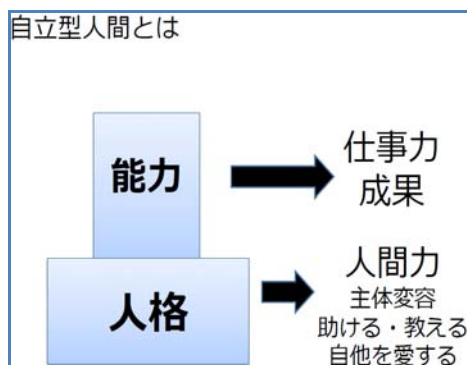 自立型人間とは
能力
仕事力
成果
人格
人間力
主体変容
助ける・教える
自他を愛する